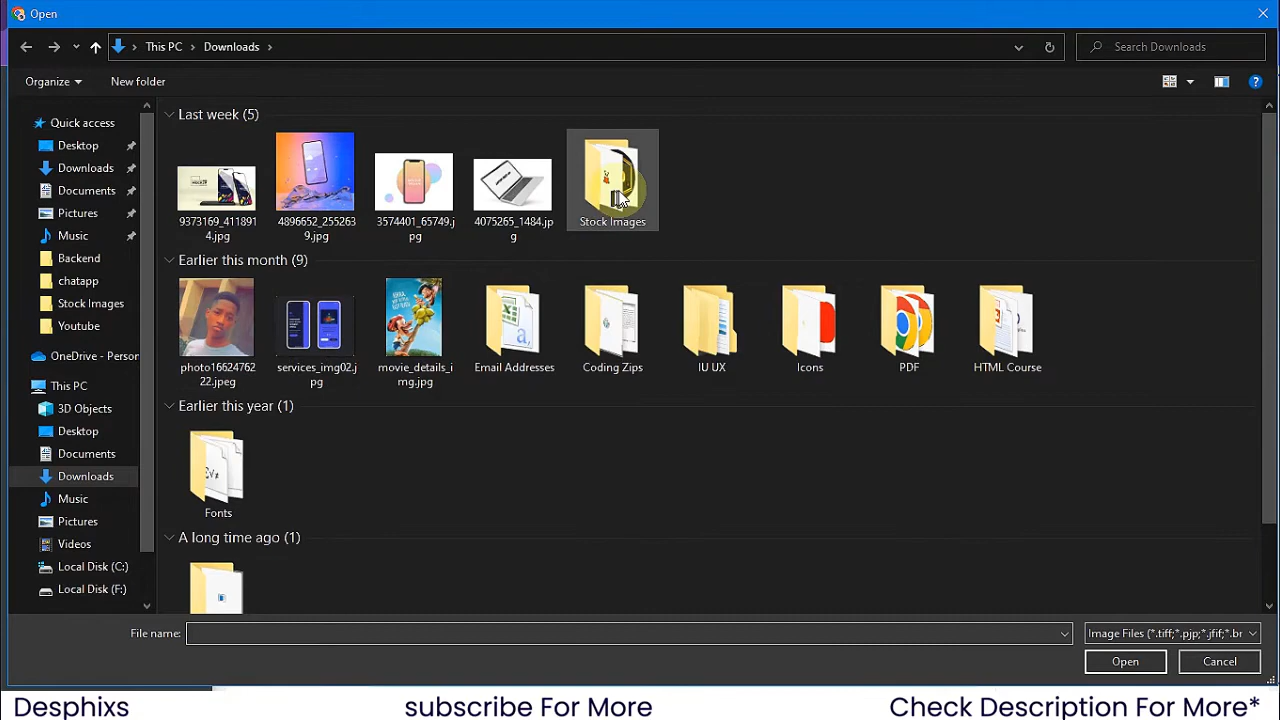 Open
This PC
Downloads
Search Downloads
Organize
New folder
Quick access
Desktop
Downloads
Documents
Pictures
Music
Backend
chatapp
Stock Images
Youtube
OneDrive - Person
This PC
3D Objects
Desktop
Documents
Downloads
Music
Pictures
Videos
Local Disk (C:)
Local Disk (F:)
Last week (5)
9373169_411891
4.jpg
4896652_255263
9.jpg
3574401_65749.j
pg
4075265_1484.jp
g
Stock Images
Earlier this month (9)
photo16624762
22.jpeg
services_img02.j
pg
movie_details_i
mg.jpg
Email Addresses
Coding Zips
IU UX
Icons
PDF
HTML Course
Earlier this year (1)
Fonts
A long time ago (1)
File name:
Image Files (*.tiff;*.pjp;*.jfif;*.br
Open
Cancel
Desphixs
subscribe For More
Check Description For More*